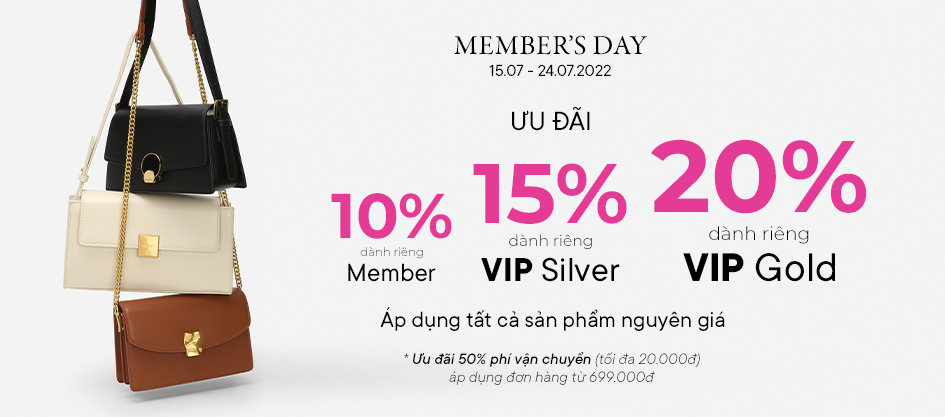 MEMBER'S DAY
15.07 - 24.07.2022
ƯU ĐÃI
10%
dành riêng
Member
15%
dành riêng
VIP Silver
20%
dành riêng
VIP Gold
Áp dụng tất cả sản phẩm nguyên giá
* Ưu đãi 50% phí vận chuyển (tối đa 20.000đ)
áp dụng đơn hàng từ 699.000đ